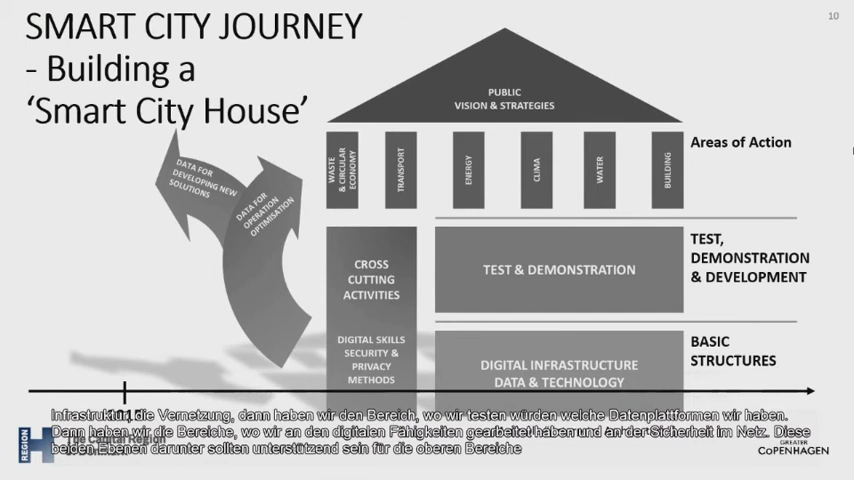 10
SMART CITY JOURNEY
- Building a
‘Smart City House’
PUBLIC
VISION & STRATEGIES
WASTE
& CIRCULAR
ECONOMY
TRANSPORT
ENERGY
CLIMA
WATER
BUILDING
Areas of Action
DATA FOR
DEVELOPING NEW
SOLUTIONS
DATA FOR
OPERATION
OPTIMISATION
CROSS
CUTTING
ACTIVITIES
DIGITAL SKILLS
SECURITY &
PRIVACY
METHODS
TEST & DEMONSTRATION
TEST,
DEMONSTRATION
& DEVELOPMENT
DIGITAL INFRASTRUCTURE
DATA & TECHNOLOGY
BASIC
STRUCTURES
Infrastruktur, die Vernetzung, dann haben wir den Bereich, wo wir testen würden welche Datenplattformen wir haben.
Dann haben wir die Bereiche, wo wir an den digitalen Fähigkeiten gearbeitet haben und an der Sicherheit im Netz. Diese
beiden Ebenen darunter sollten unterstützend sein für die oberen Bereiche
REGION
H
The Capital Region
GREATER
COPENHAGEN